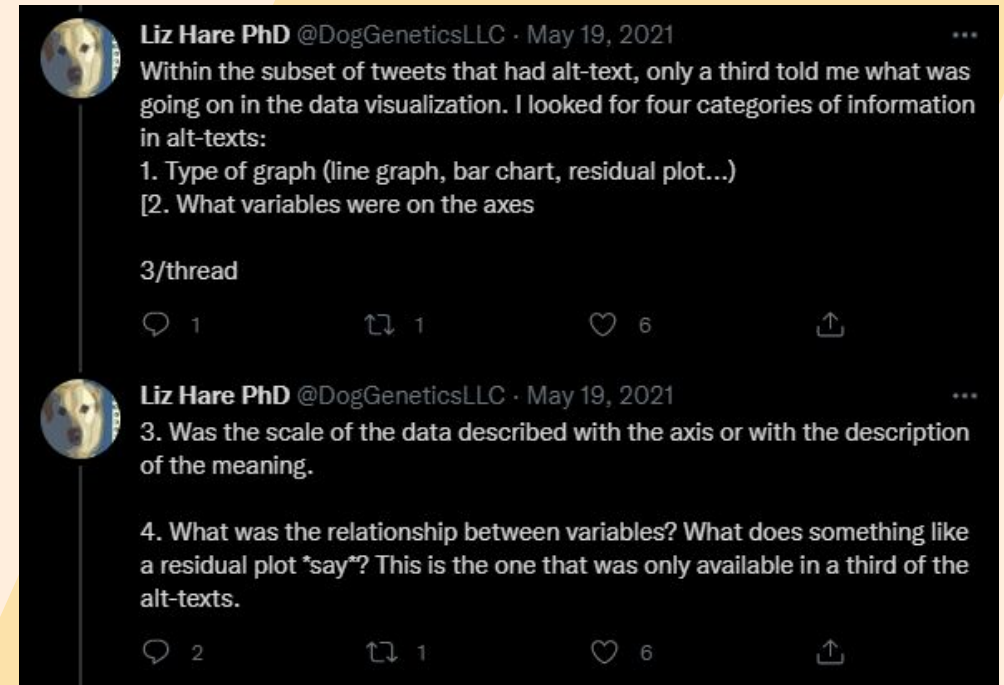 Liz Hare PhD @DogGeneticsLLC · May 19, 2021
Within the subset of tweets that had alt-text, only a third told me what was
going on in the data visualization. I looked for four categories of information
in alt-texts:
1. Type of graph (line graph, bar chart, residual plot...)
[2. What variables were on the axes
3/thread
1 1 6
Liz Hare PhD @DogGeneticsLLC · May 19, 2021
3. Was the scale of the data described with the axis or with the description
of the meaning.
4. What was the relationship between variables? What does something like
a residual plot *say*? This is the one that was only available in a third of the
alt-texts.
2 1 6